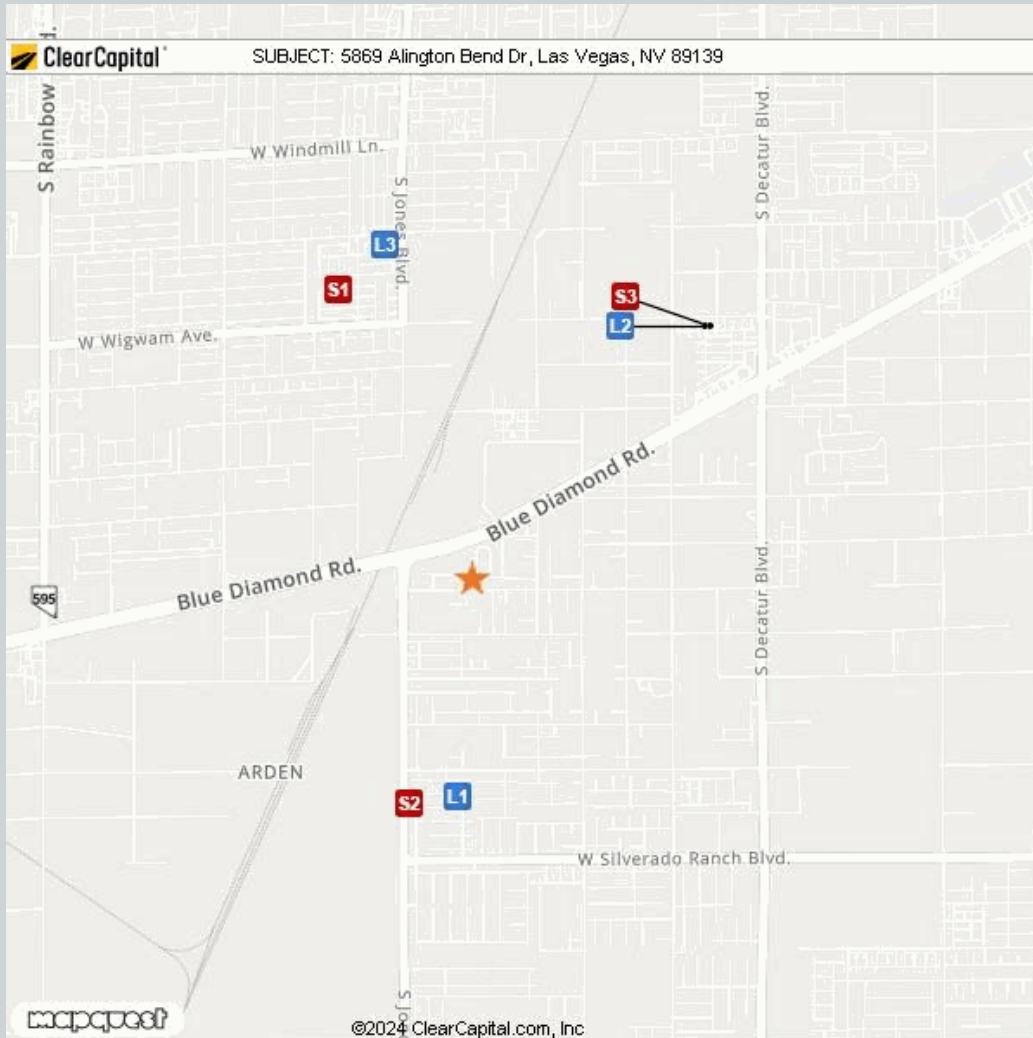 ClearCapital®
SUBJECT: 5869 Alington Bend Dr, Las Vegas, NV 89139
S Rainbow
d.
W Windmill Ln.
S Jones Blvd.
S Decatur Blvd.
L3
S1
S3
L2
W Wigwam Ave.
Blue Diamond Rd.
Blue Diamond Rd.
595
S Decatur Blvd.
ARDEN
S2
L1
W Silverado Ranch Blvd.
S Jo
mapquest
©2024 ClearCapital.com, Inc